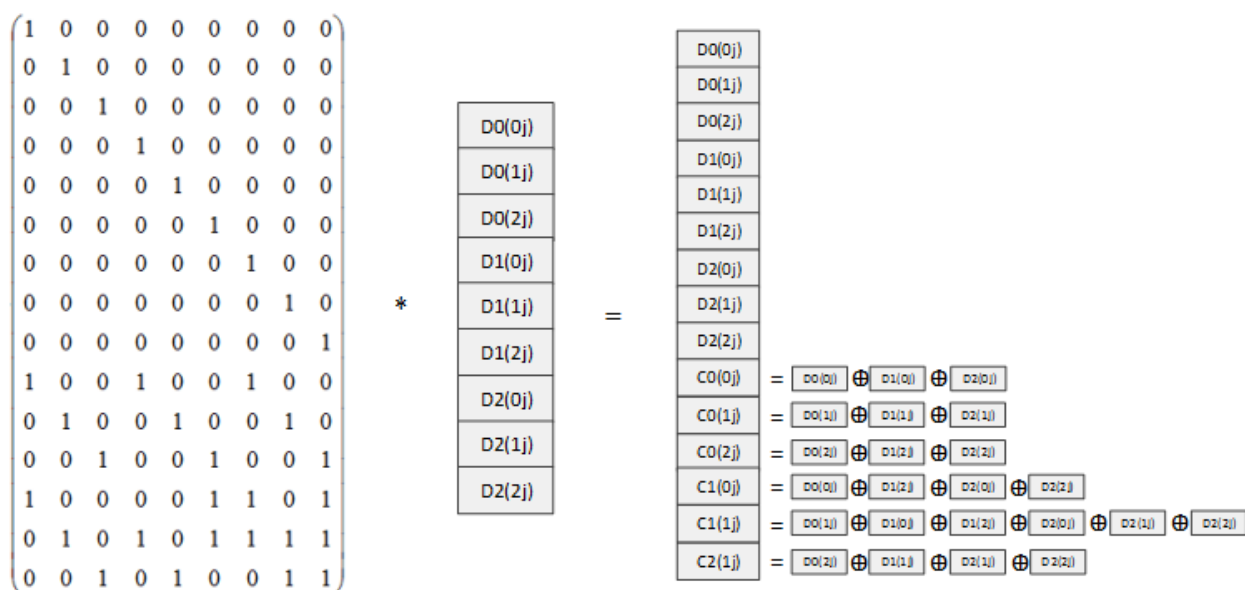 1 0 0 0 0 0 0 0 0
0 1 0 0 0 0 0 0 0
0 0 1 0 0 0 0 0 0
0 0 0 1 0 0 0 0 0
0 0 0 0 1 0 0 0 0
0 0 0 0 0 1 0 0 0
0 0 0 0 0 0 1 0 0
0 0 0 0 0 0 0 1 0
0 0 0 0 0 0 0 0 1
1 0 0 1 0 0 1 0 0
0 1 0 0 1 0 0 1 0
0 0 1 0 0 1 0 0 1
1 0 0 0 0 1 1 0 1
0 1 0 1 0 1 1 1 1
0 0 1 0 1 0 0 1 1
*
D0(0j)
D0(1j)
D0(2j)
D1(0j)
D1(1j)
D1(2j)
D2(0j)
D2(1j)
D2(2j)
=
D0(0j)
D0(1j)
D0(2j)
D1(0j)
D1(1j)
D1(2j)
D2(0j)
D2(1j)
D2(2j)
C0(0j) = D0(0j) ⊕ D1(0j) ⊕ D2(0j)
C0(1j) = D0(1j) ⊕ D1(1j) ⊕ D2(1j)
C0(2j) = D0(2j) ⊕ D1(2j) ⊕ D2(2j)
C1(0j) = D0(0j) ⊕ D1(2j) ⊕ D2(0j) ⊕ D2(2j)
C1(1j) = D0(1j) ⊕ D1(0j) ⊕ D1(2j) ⊕ D2(0j) ⊕ D2(1j) ⊕ D2(2j)
C2(1j) = D0(2j) ⊕ D1(1j) ⊕ D2(1j) ⊕ D2(2j)